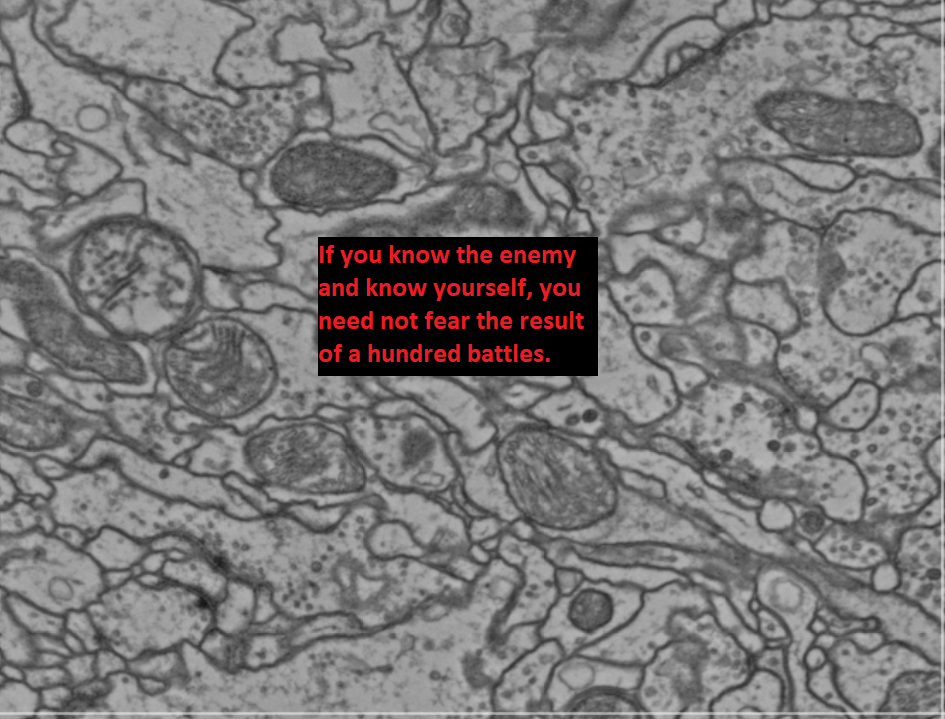 If you know the enemy
and know yourself, you
need not fear the result
of a hundred battles.